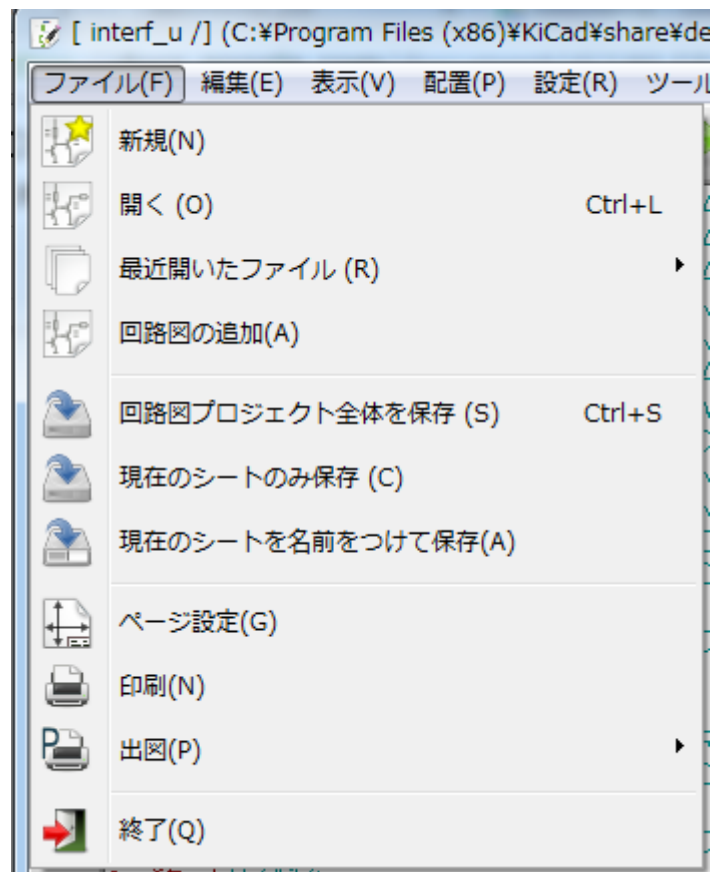 [ interf_u /] (C:¥Program Files (x86)¥KiCad¥share¥de
ファイル(F) 編集(E) 表示(V) 配置(P) 設定(R) ツール
新規(N)
開く (O) Ctrl+L
最近開いたファイル (R)
回路図の追加(A)
回路図プロジェクト全体を保存 (S) Ctrl+S
現在のシートのみ保存 (C)
現在のシートを名前をつけて保存(A)
ページ設定(G)
印刷(N)
出図(P)
終了(Q)